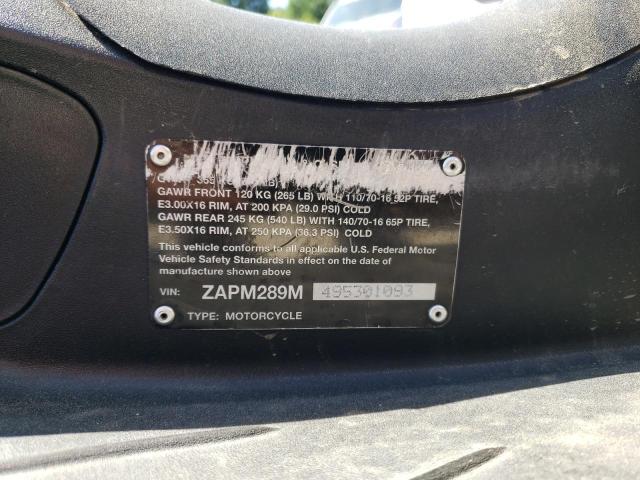 GAWR FRONT 120 KG (265 LB) WITH 110/70-16 52P TIRE,
E3.00X16 RIM, AT 200 KPA (29.0 PSI) COLD
GAWR REAR 245 KG (540 LB) WITH 140/70-16 65P TIRE,
E3.50X16 RIM, AT 250 KPA (36.3 PSI) COLD
This vehicle conforms to all applicable U.S. Federal Motor
Vehicle Safety Standards in effect on the date of
manufacture shown above
VIN: ZAPM289M 495301093
TYPE: MOTORCYCLE